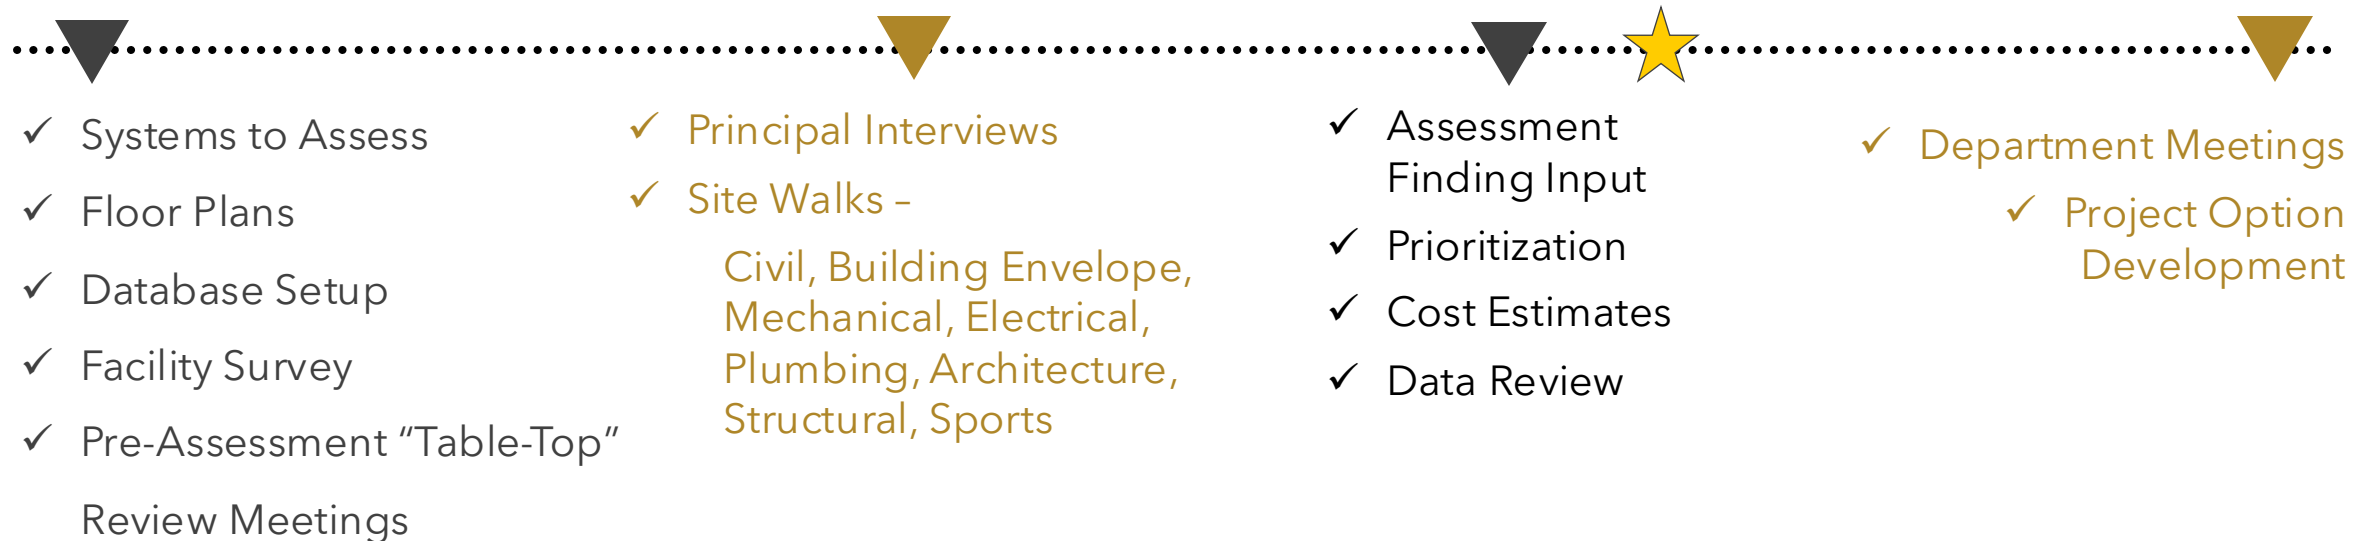 ✓ Systems to Assess
✓ Floor Plans
✓ Database Setup
✓ Facility Survey
✓ Pre-Assessment “Table-Top”
Review Meetings
✓ Principal Interviews
✓ Site Walks –
Civil, Building Envelope,
Mechanical, Electrical,
Plumbing, Architecture,
Structural, Sports
✓ Assessment
Finding Input
✓ Prioritization
✓ Cost Estimates
✓ Data Review
✓ Department Meetings
✓ Project Option
Development